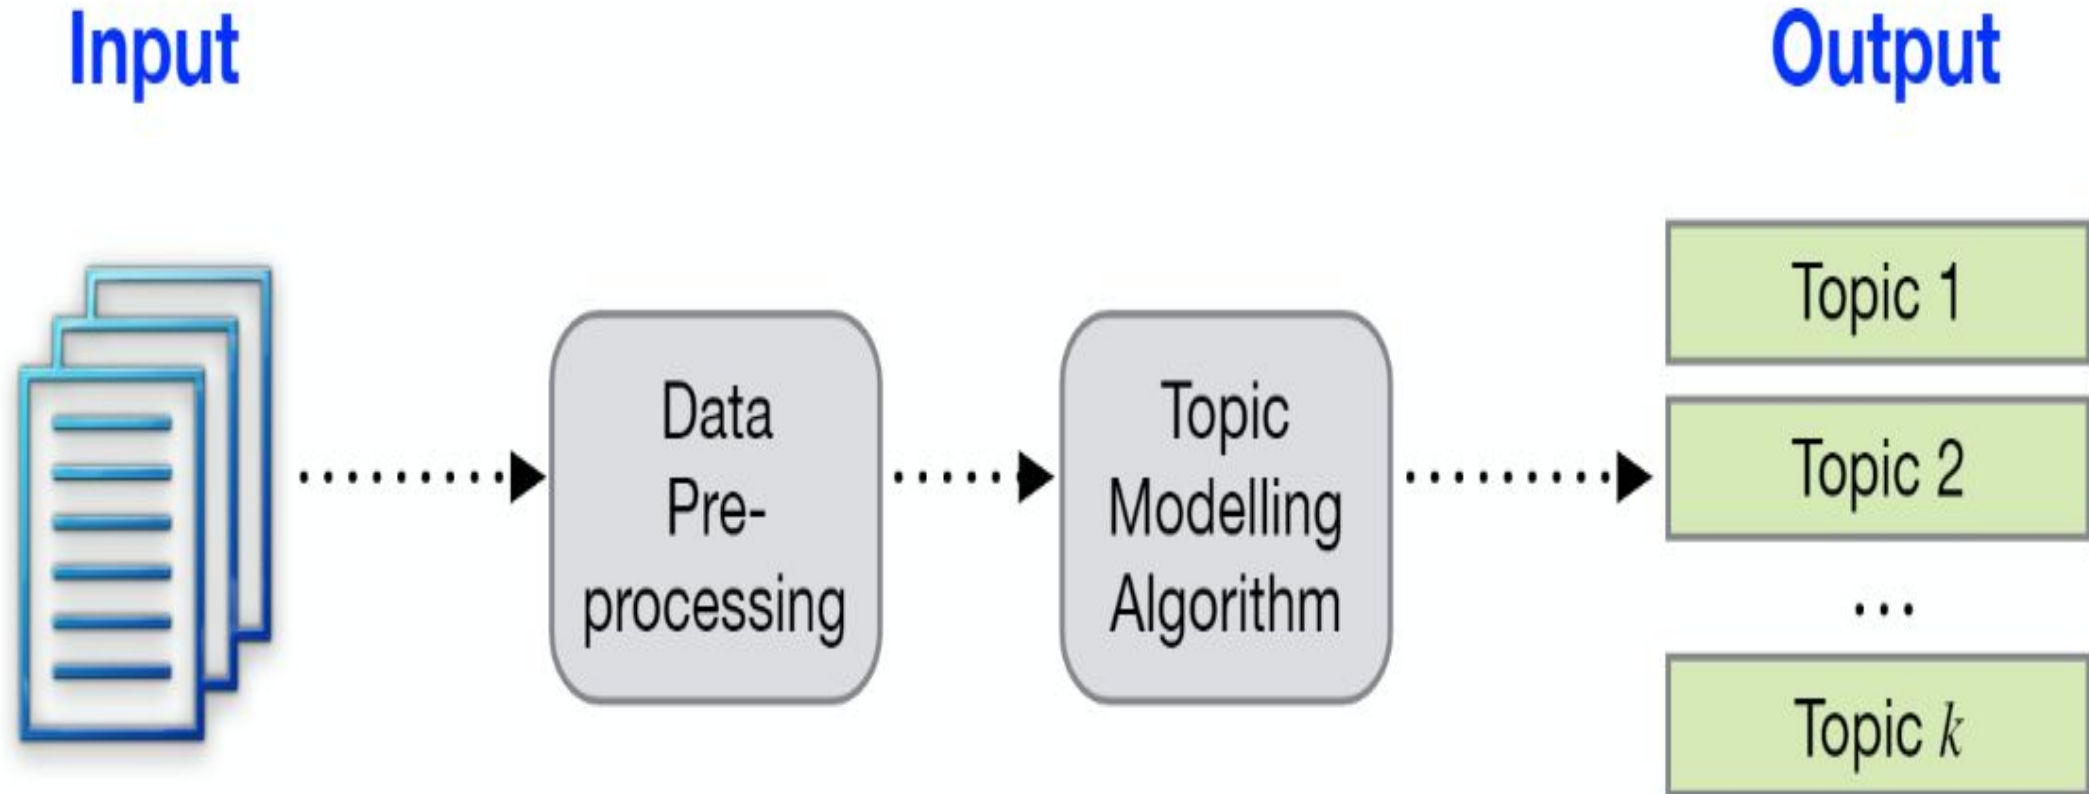 Input
Output
Data
Pre-
processing
Topic
Modelling
Algorithm
Topic 1
Topic 2
...
Topic k